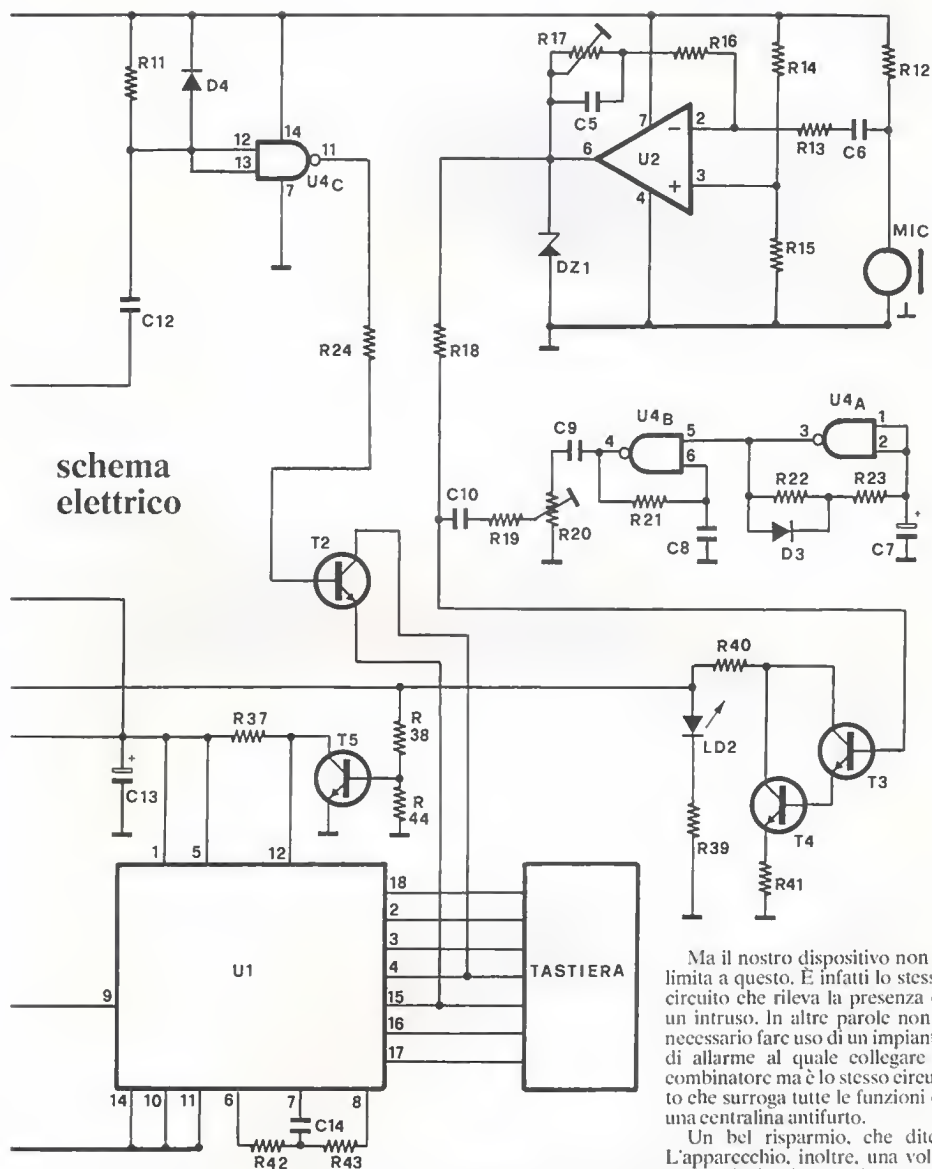 R11
D4
12
13
14
11
7
U4C
C12
R24
R17
R16
C5
R14
R12
7
2
6
U2
3
4
R13
C6
R15
MIC
DZ1
R18
schema
elettrico
U4B
U4A
C9
4
5
6
3
1
2
R22
R23
R21
C10
R19
R20
C8
D3
C7
T2
R40
R37
T5
R
38
R
44
C13
LD2
T3
T4
R39
R41
1
5
12
18
2
3
4
15
16
17
U1
TASTIERA
9
14
10
11
6
7
8
C14
R42
R43
Ma il nostro dispositivo non
limita a questo. È infatti lo stess
circuito che rileva la presenza
un intruso. In altre parole non
necessario fare uso di un impiant
di allarme al quale collegare
combinatore ma è lo stesso circu
to che surroga tutte le funzioni
una centralina antifurto.
Un bel risparmio, che dit
L'apparecchio, inoltre, una vol